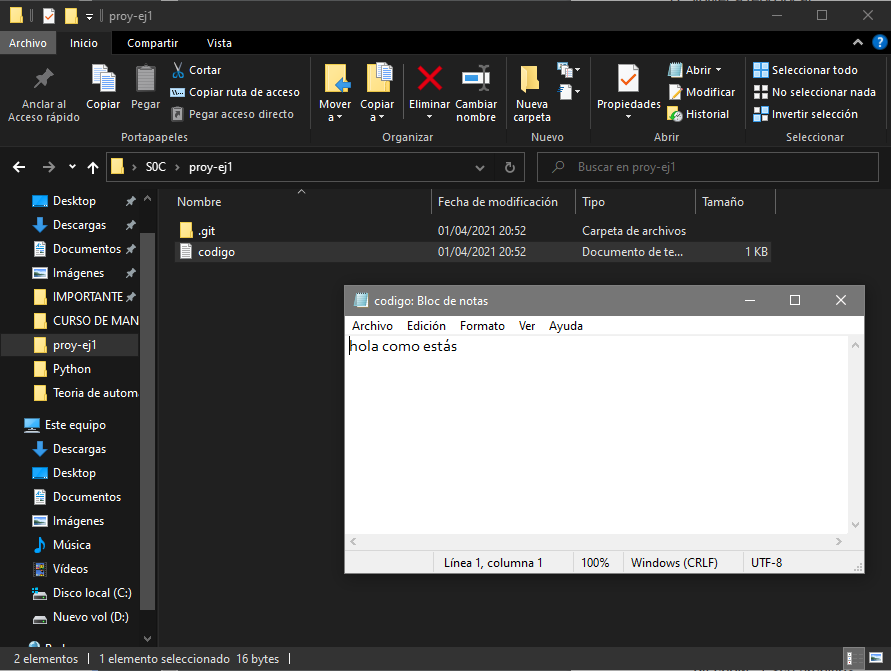 proy-ej1
Archivo Inicio Compartir Vista
Anclar al Acceso rápido
Copiar
Pegar
Cortar
Copiar ruta de acceso
Pegar acceso directo
Portapapeles
Mover a
Copiar a
Eliminar
Cambiar nombre
Organizar
Nueva carpeta
Nuevo
Propiedades
Abrir
Modificar
Historial
Abrir
Seleccionar todo
No seleccionar nada
Invertir selección
Seleccionar
S0C › proy-ej1
Buscar en proy-ej1
Desktop
Descargas
Documentos
Imágenes
IMPORTANTE
CURSO DE MAN
proy-ej1
Python
Teoria de autom
Este equipo
Descargas
Desktop
Documentos
Imágenes
Música
Vídeos
Disco local (C:)
Nuevo vol (D:)
Nombre Fecha de modificación Tipo Tamaño
.git 01/04/2021 20:52 Carpeta de archivos
codigo 01/04/2021 20:52 Documento de te... 1 KB
codigo: Bloc de notas
Archivo Edición Formato Ver Ayuda
hola como estás
Línea 1, columna 1 100% Windows (CRLF) UTF-8
2 elementos 1 elemento seleccionado 16 bytes